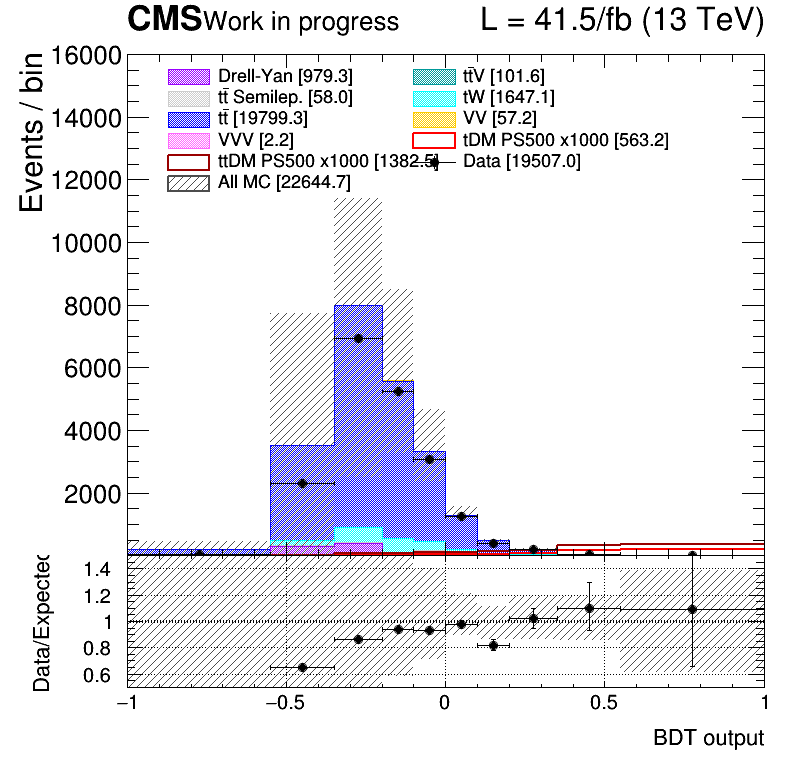 CMS Work in progress L = 41.5/fb (13 TeV)
Events / bin
16000
14000
12000
10000
8000
6000
4000
2000
Drell-Yan [979.3] tt̄V [101.6]
tt̄ Semilep. [58.0] tW [1647.1]
tt̄ [19799.3] VV [57.2]
VVV [2.2] tDM PS500 x1000 [563.2]
ttDM PS500 x1000 [1382.5] Data [19507.0]
All MC [22644.7]
Data/Expected
1.4
1.2
1
0.8
0.6
−1 −0.5 0 0.5 1
BDT output